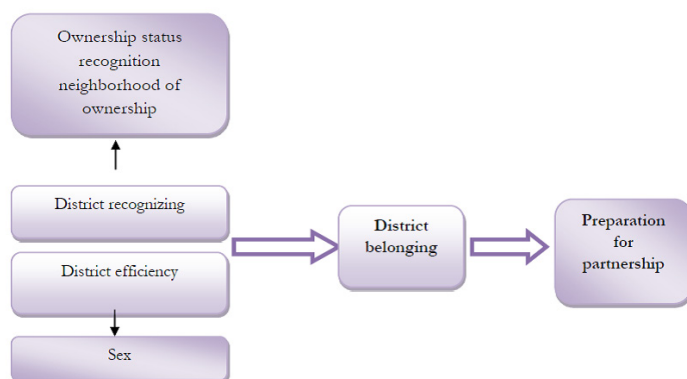 Ownership status
recognition
neighborhood of
ownership
District recognizing
District efficiency
Sex
District
belonging
Preparation
for
partnership